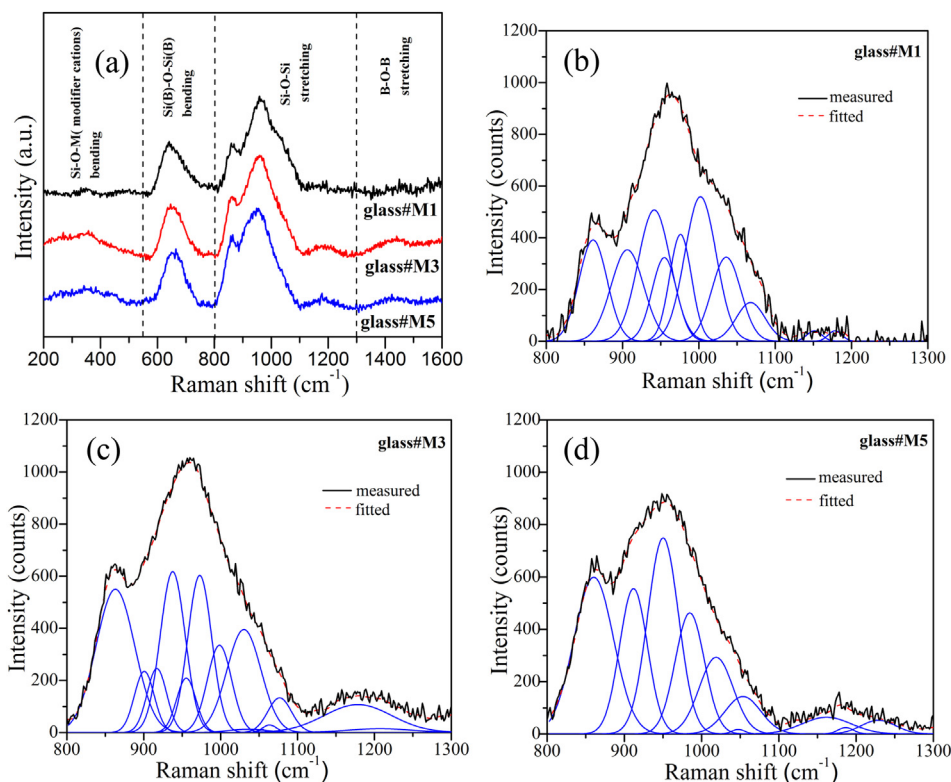 (a)
Si-O-M( modifier cations)
bending
Si(B)-O-Si(B)
bending
Si-O-Si
stretching
B-O-B
stretching
glass#M1
glass#M3
glass#M5
Intensity (a.u.)
200 400 600 800 1000 1200 1400 1600
Raman shift (cm-1)
(b)
glass#M1
measured
fitted
Intensity (counts)
1200
1000
800
600
400
200
0
800 900 1000 1100 1200 1300
Raman shift (cm-1)
(c)
glass#M3
measured
fitted
Intensity (counts)
1200
1000
800
600
400
200
0
800 900 1000 1100 1200 1300
Raman shift (cm-1)
(d)
glass#M5
measured
fitted
Intensity (counts)
1200
1000
800
600
400
200
0
800 900 1000 1100 1200 1300
Raman shift (cm-1)